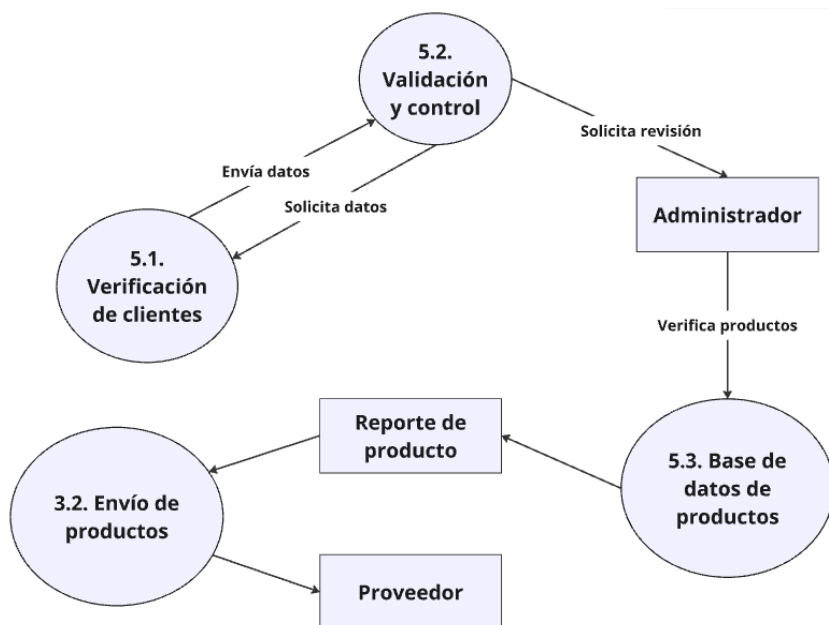 5.2.
Validación
y control
Solicita revisión
Envía datos
Solicita datos
Administrador
5.1.
Verificación
de clientes
Verifica productos
Reporte de
producto
5.3. Base de
datos de
productos
3.2. Envío de
productos
Proveedor